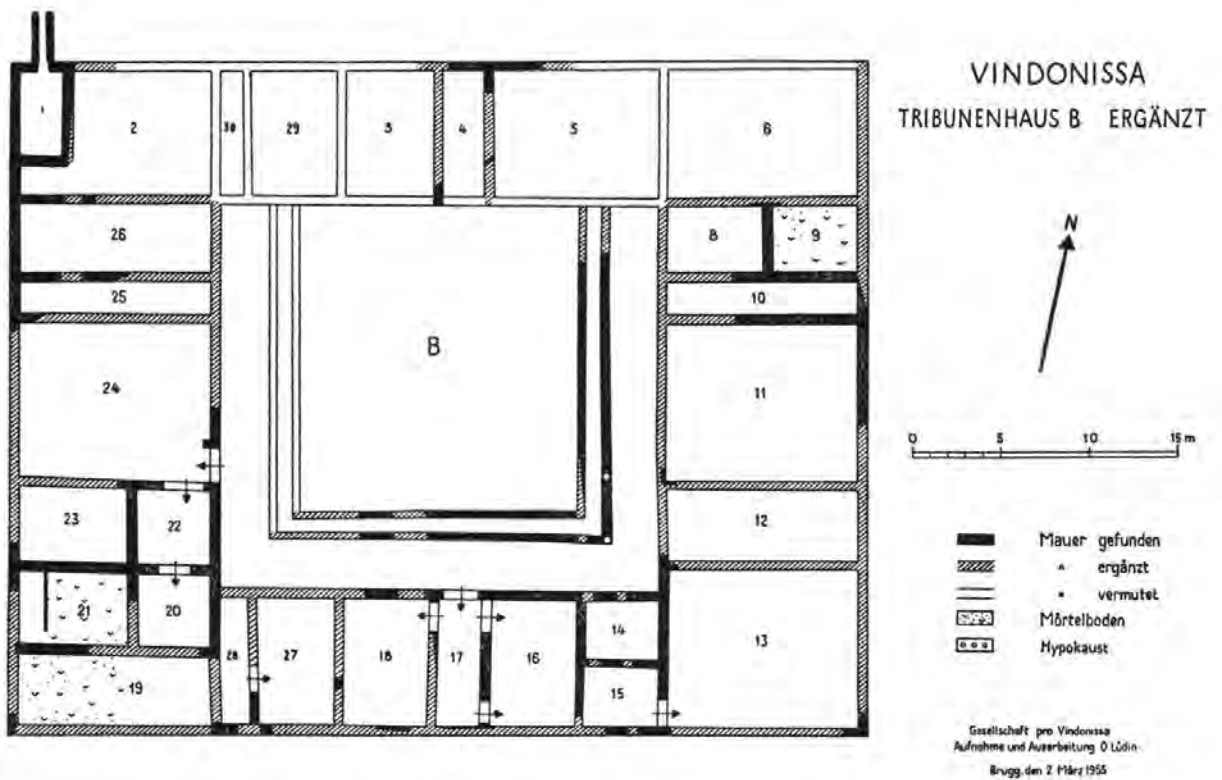 VINDONISSA
TRIBUNENHAUS B ERGÄNZT
N
0 5 10 15 m
Mauer gefunden
" ergänzt
" vermutet
Mörtelboden
Hypokaust
Gesellschaft pro Vindonissa
Aufnahme und Ausarbeitung O Lüdin
Brugg, den 2 März 1955
1 2 30 29 3 4 5 6
26 8 9
25 10
B
24 11
23 22 12
21 20 14 13
19 28 27 18 17 16 15